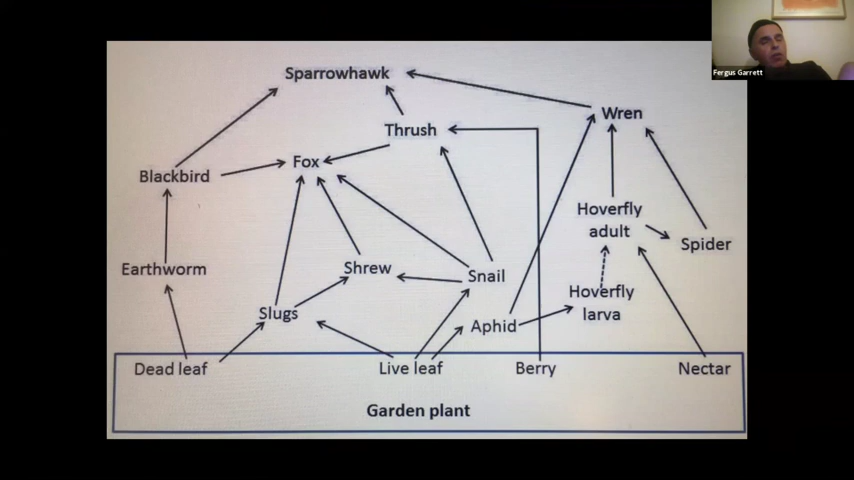 Fergus Garrett
Sparrowhawk
Wren
Thrush
Fox
Blackbird
Hoverfly
adult
Spider
Earthworm
Shrew
Snail
Hoverfly
larva
Slugs
Aphid
Dead leaf
Live leaf
Berry
Nectar
Garden plant